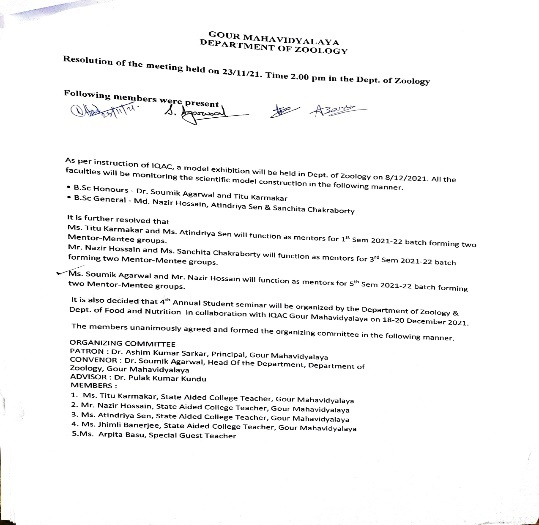 GOUR MAHAVIDYALAYA
DEPARTMENT OF ZOOLOGY
Resolution of the meeting held on 23/11/21. Time 2.00 pm in the Dept. of Zoology
Following members were present
S. Agarwal
As per instruction of IQAC, a model exhibition will be held in Dept. of Zoology on 8/12/2021. All the
faculties will be monitoring the scientific model construction in the following manner.
• B.Sc Honours - Dr. Soumik Agarwal and Titu Karmakar
• B.Sc General - Md. Nazir Hossain, Atindriya Sen & Sanchita Chakraborty
It is further resolved that
Ms. Titu Karmakar and Ms. Atindriya Sen will function as mentors for 1st Sem 2021-22 batch forming two
Mentor-Mentee groups.
Mr. Nazir Hossain and Ms. Sanchita Chakraborty will function as mentors for 3rd Sem 2021-22 batch
forming two Mentor-Mentee groups.
Ms. Soumik Agarwal and Mr. Nazir Hossain will function as mentors for 5th Sem 2021-22 batch forming
two Mentor-Mentee groups.
It is also decided that 4th Annual Student seminar will be organized by the Department of Zoology &
Dept. of Food and Nutrition In collaboration with IQAC Gour Mahavidyalaya on 18-20 December 2021.
The members unanimously agreed and formed the organizing committee in the following manner.
ORGANIZING COMMITTEE
PATRON : Dr. Ashim Kumar Sarkar, Principal, Gour Mahavidyalaya
CONVENOR : Dr. Soumik Agarwal, Head Of the Department, Department of
Zoology, Gour Mahavidyalaya
ADVISOR : Dr. Pulak Kumar Kundu
MEMBERS :
1. Ms. Titu Karmakar, State Aided College Teacher, Gour Mahavidyalaya
2. Mr. Nazir Hossain, State Aided College Teacher, Gour Mahavidyalaya
3. Ms. Atindriya Sen, State Aided College Teacher, Gour Mahavidyalaya
4. Ms. Jhimli Banerjee, State Aided College Teacher, Gour Mahavidyalaya
5.Ms. Arpita Basu, Special Guest Teacher